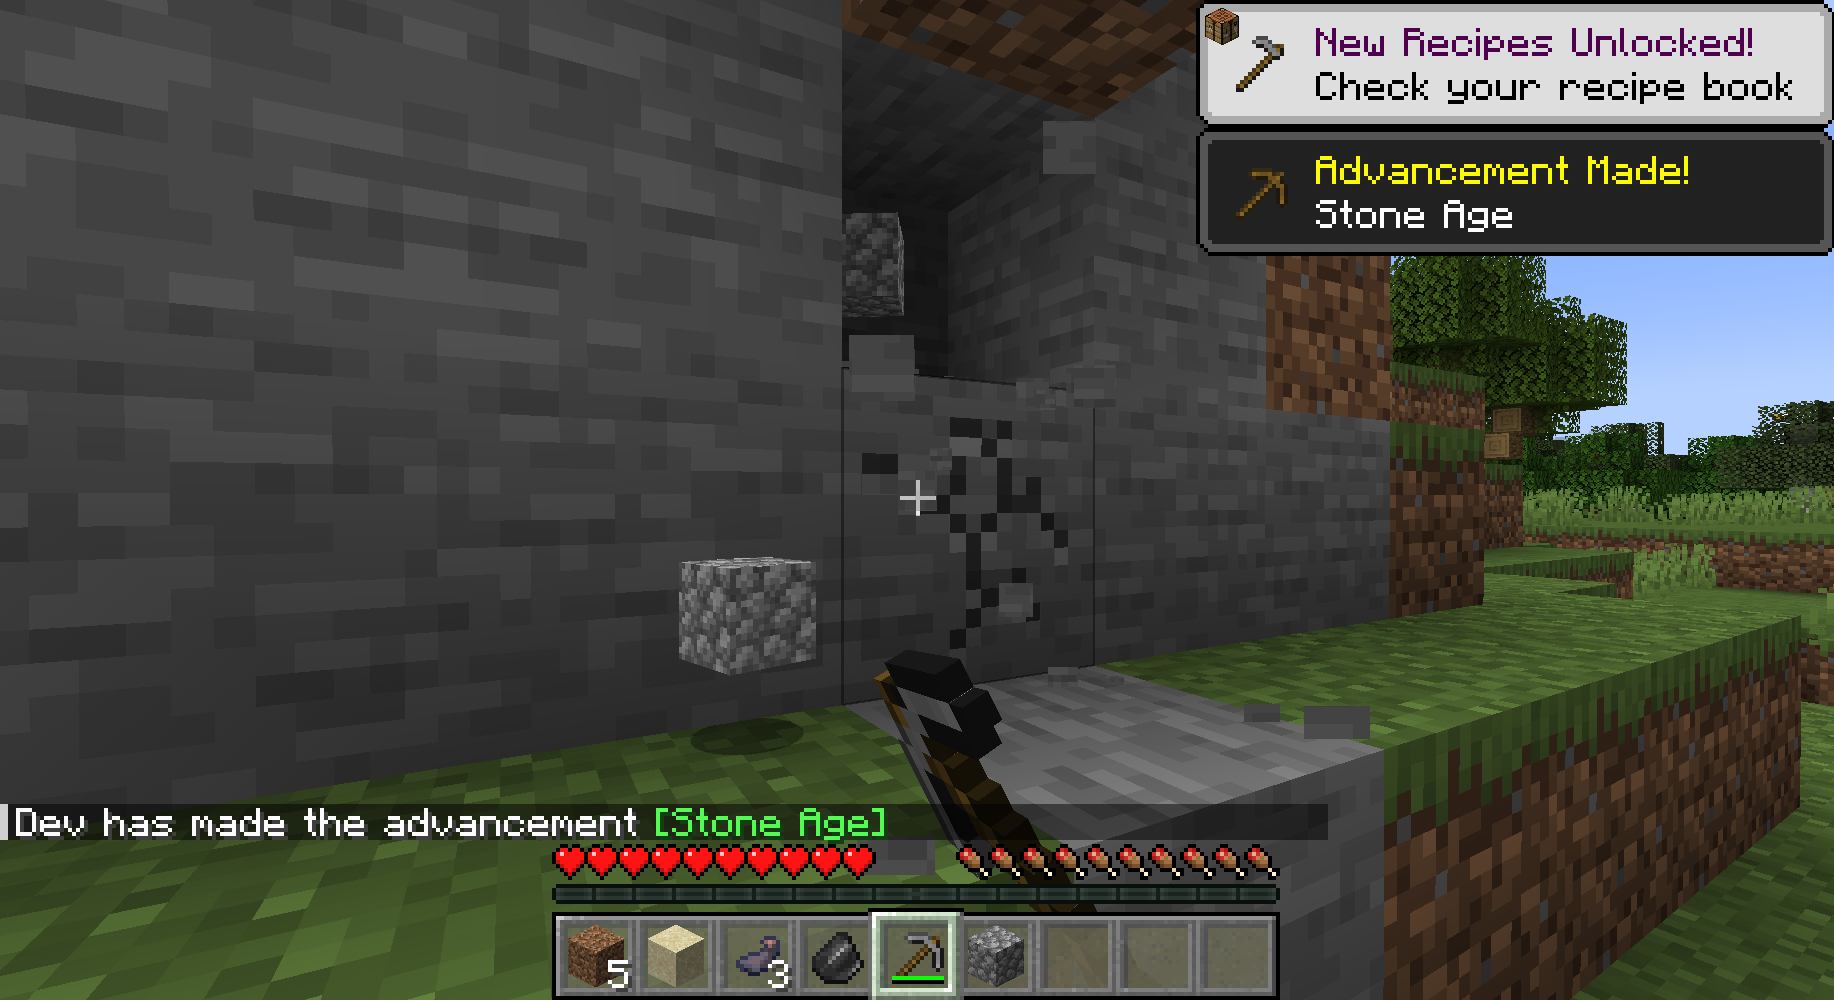 New Recipes Unlocked!
Check your recipe book
Advancement Made!
Stone Age
Dev has made the advancement [Stone Age]
5
3